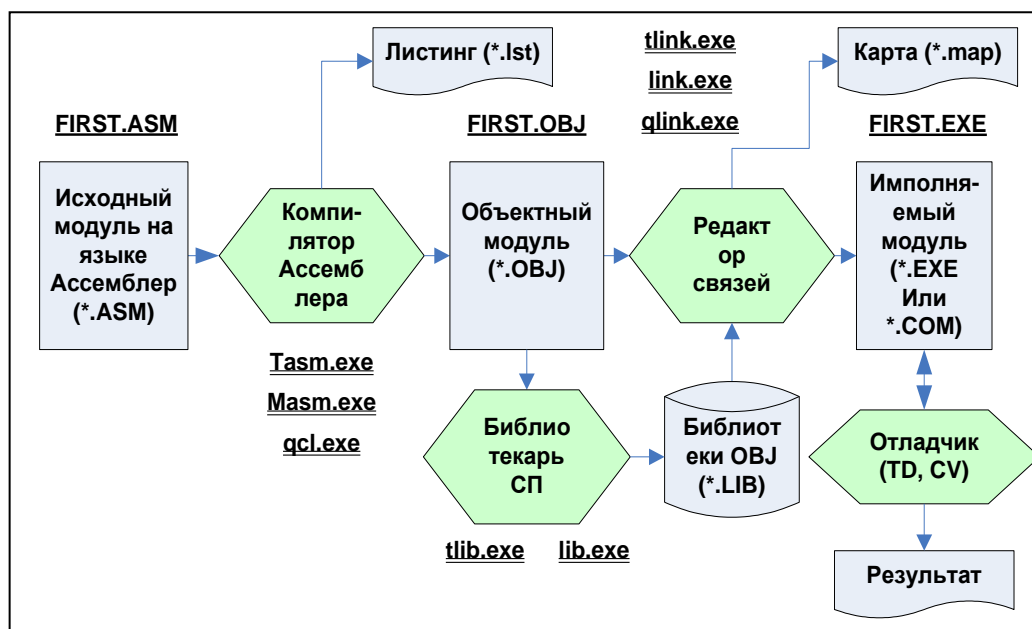 Листинг (*.lst)
tlink.exe
link.exe
qlink.exe
Карта (*.map)
FIRST.ASM
FIRST.OBJ
FIRST.EXE
Исходный
модуль на
языке
Ассемблер
(*.ASM)
Компи-
лятор
Ассемб
лера
Объектный
модуль
(*.OBJ)
Редакт
ор
связей
Имполня-
емый
модуль
(*.EXE
Или
*.COM)
Tasm.exe
Masm.exe
qcl.exe
Библио
текарь
СП
Библиот
еки OBJ
(*.LIB)
Отладчик
(TD, CV)
tlib.exe
lib.exe
Результат